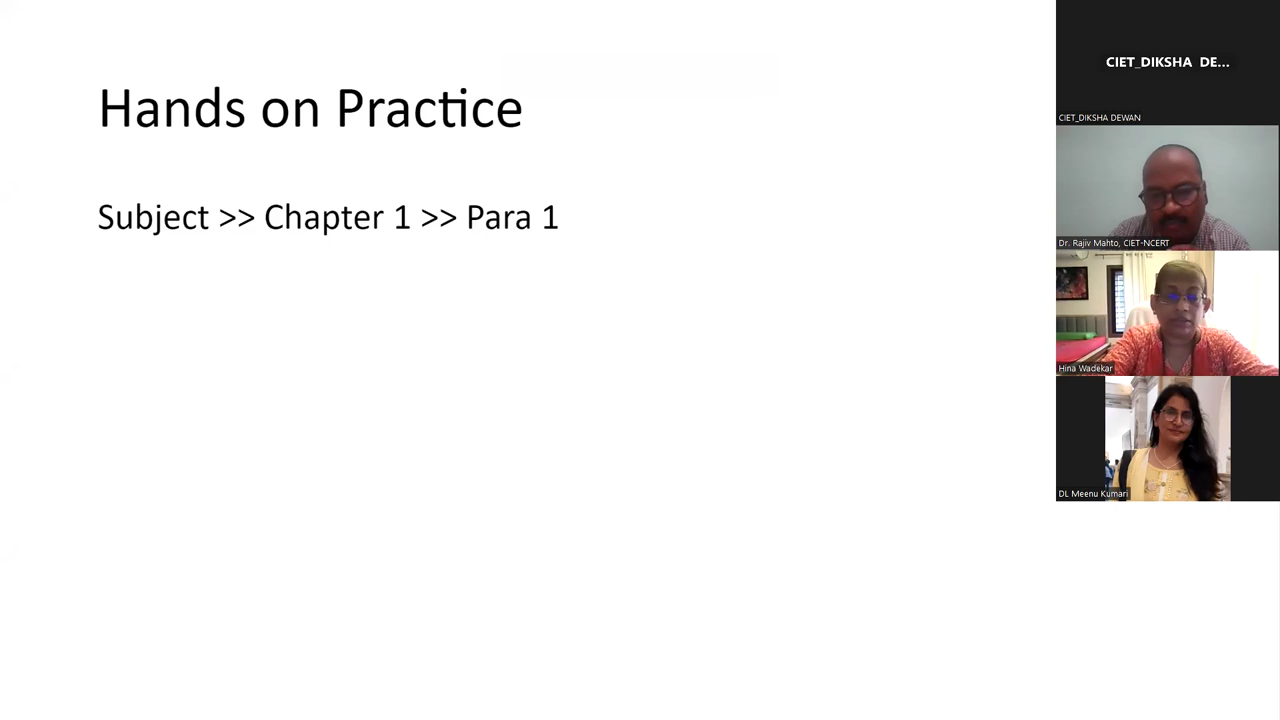 Hands on Practice
Subject >> Chapter 1 >> Para 1
CIET_DIKSHA DE...
CIET_DIKSHA DEWAN
Dr. Rajiv Mahto, CIET-NCERT
Hina Wadekar
DL Meenu Kumari